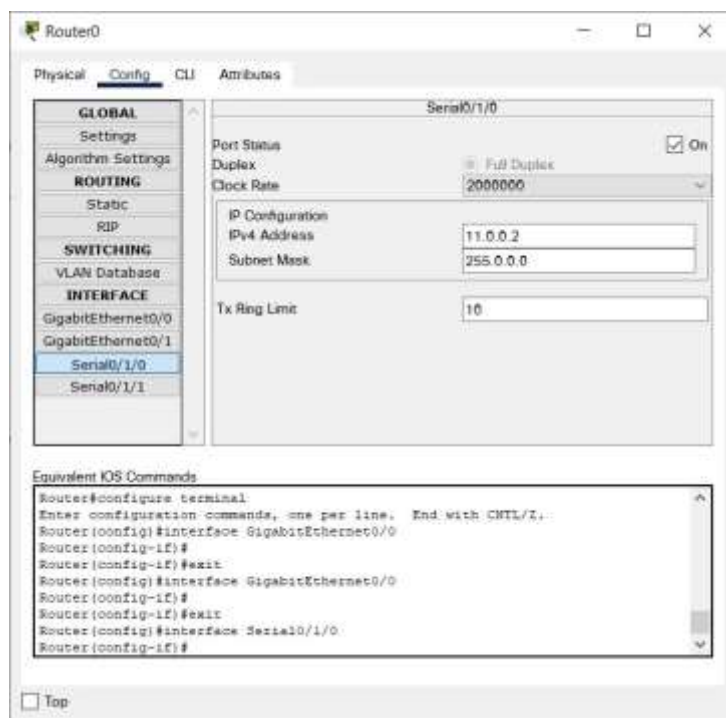 Router0
Physical Config CLI Attributes
GLOBAL
Settings
Algorithm Settings
ROUTING
Static
RIP
SWITCHING
VLAN Database
INTERFACE
GigabitEthernet0/0
GigabitEthernet0/1
Serial0/1/0
Serial0/1/1
Serial0/1/0
Port Status On
Duplex Full Duplex
Clock Rate 2000000
IP Configuration
IPv4 Address 11.0.0.2
Subnet Mask 255.0.0.0
Tx Ring Limit 10
Equivalent IOS Commands
Router#configure terminal
Enter configuration commands, one per line. End with CNTL/Z.
Router(config)#interface GigabitEthernet0/0
Router(config-if)#
Router(config-if)#exit
Router(config)#interface GigabitEthernet0/0
Router(config-if)#
Router(config-if)#exit
Router(config)#interface Serial0/1/0
Router(config-if)#
Top